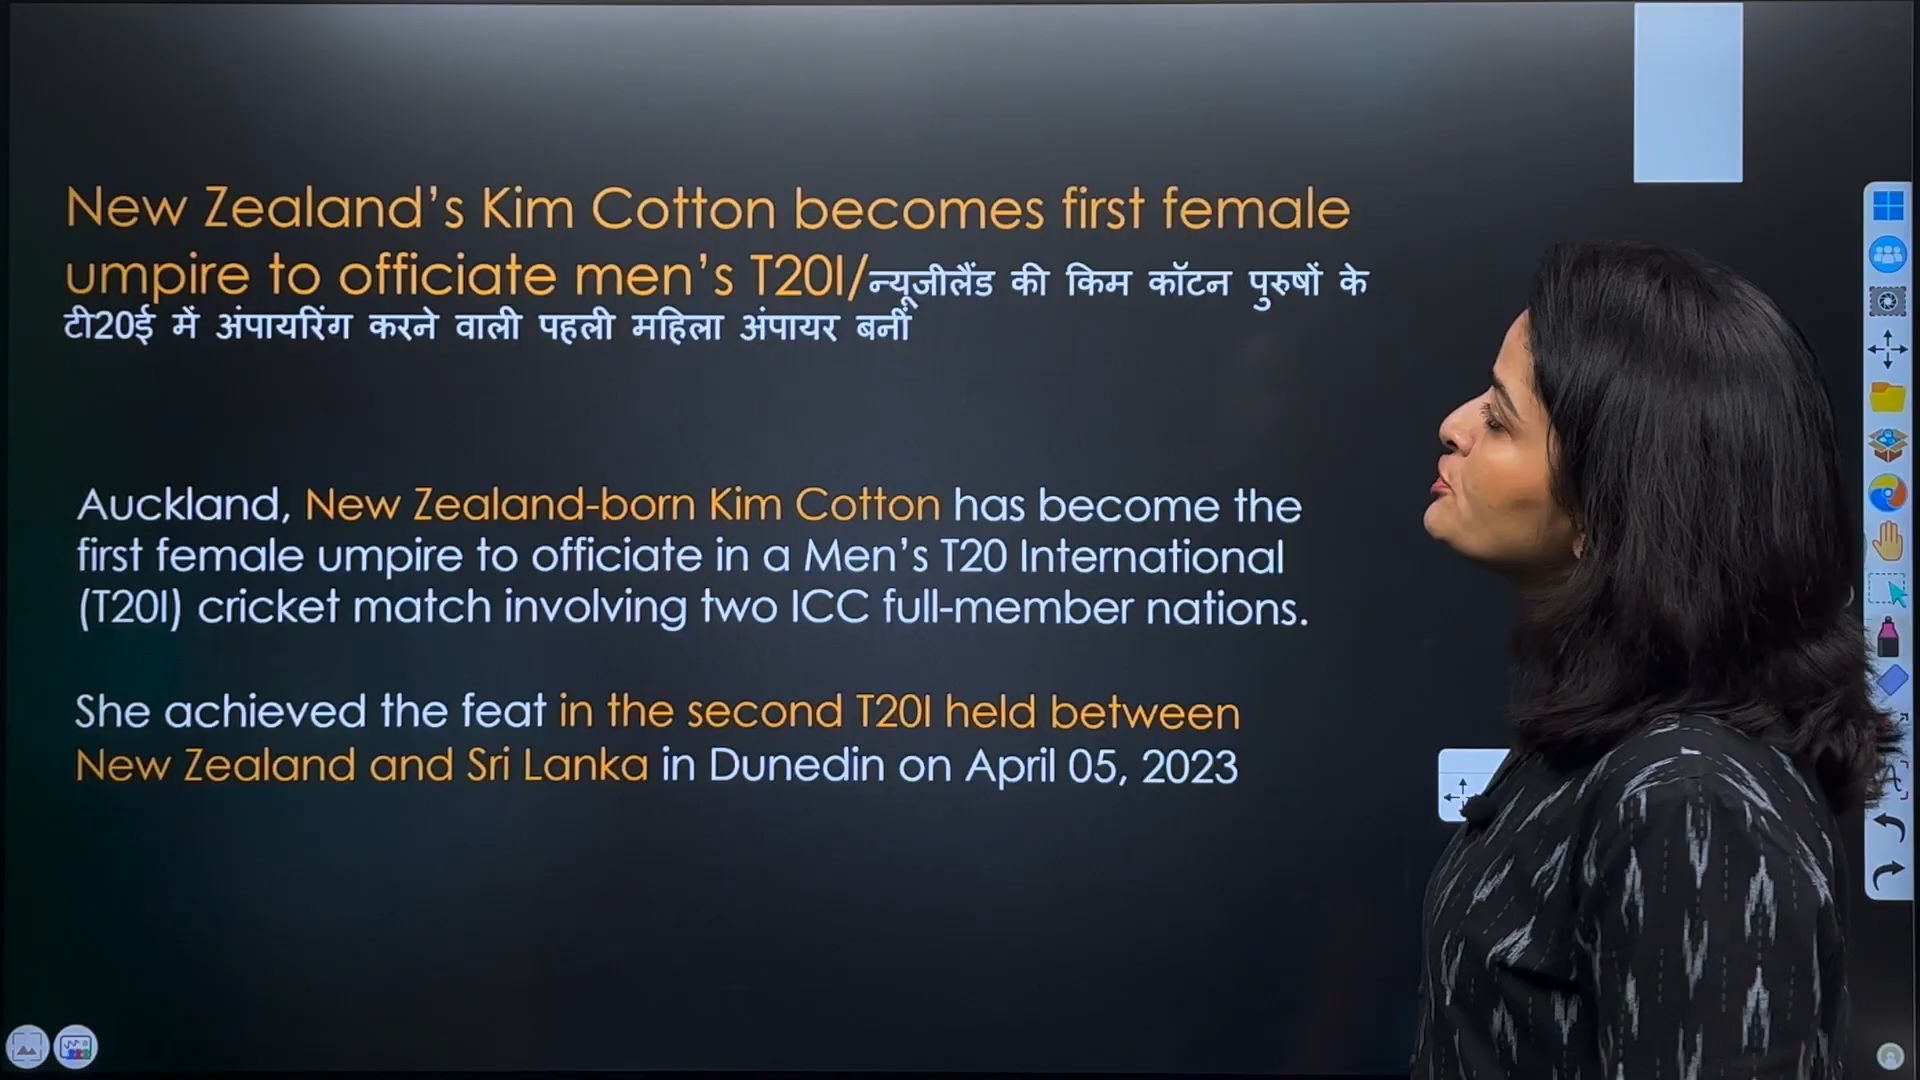 New Zealand’s Kim Cotton becomes first female
umpire to officiate men’s T20I/न्यूजीलैंड की किम कॉटन पुरुषों के
टी20ई में अंपायरिंग करने वाली पहली महिला अंपायर बनीं
Auckland, New Zealand-born Kim Cotton has become the
first female umpire to officiate in a Men’s T20 International
(T20I) cricket match involving two ICC full-member nations.
She achieved the feat in the second T20I held between
New Zealand and Sri Lanka in Dunedin on April 05, 2023